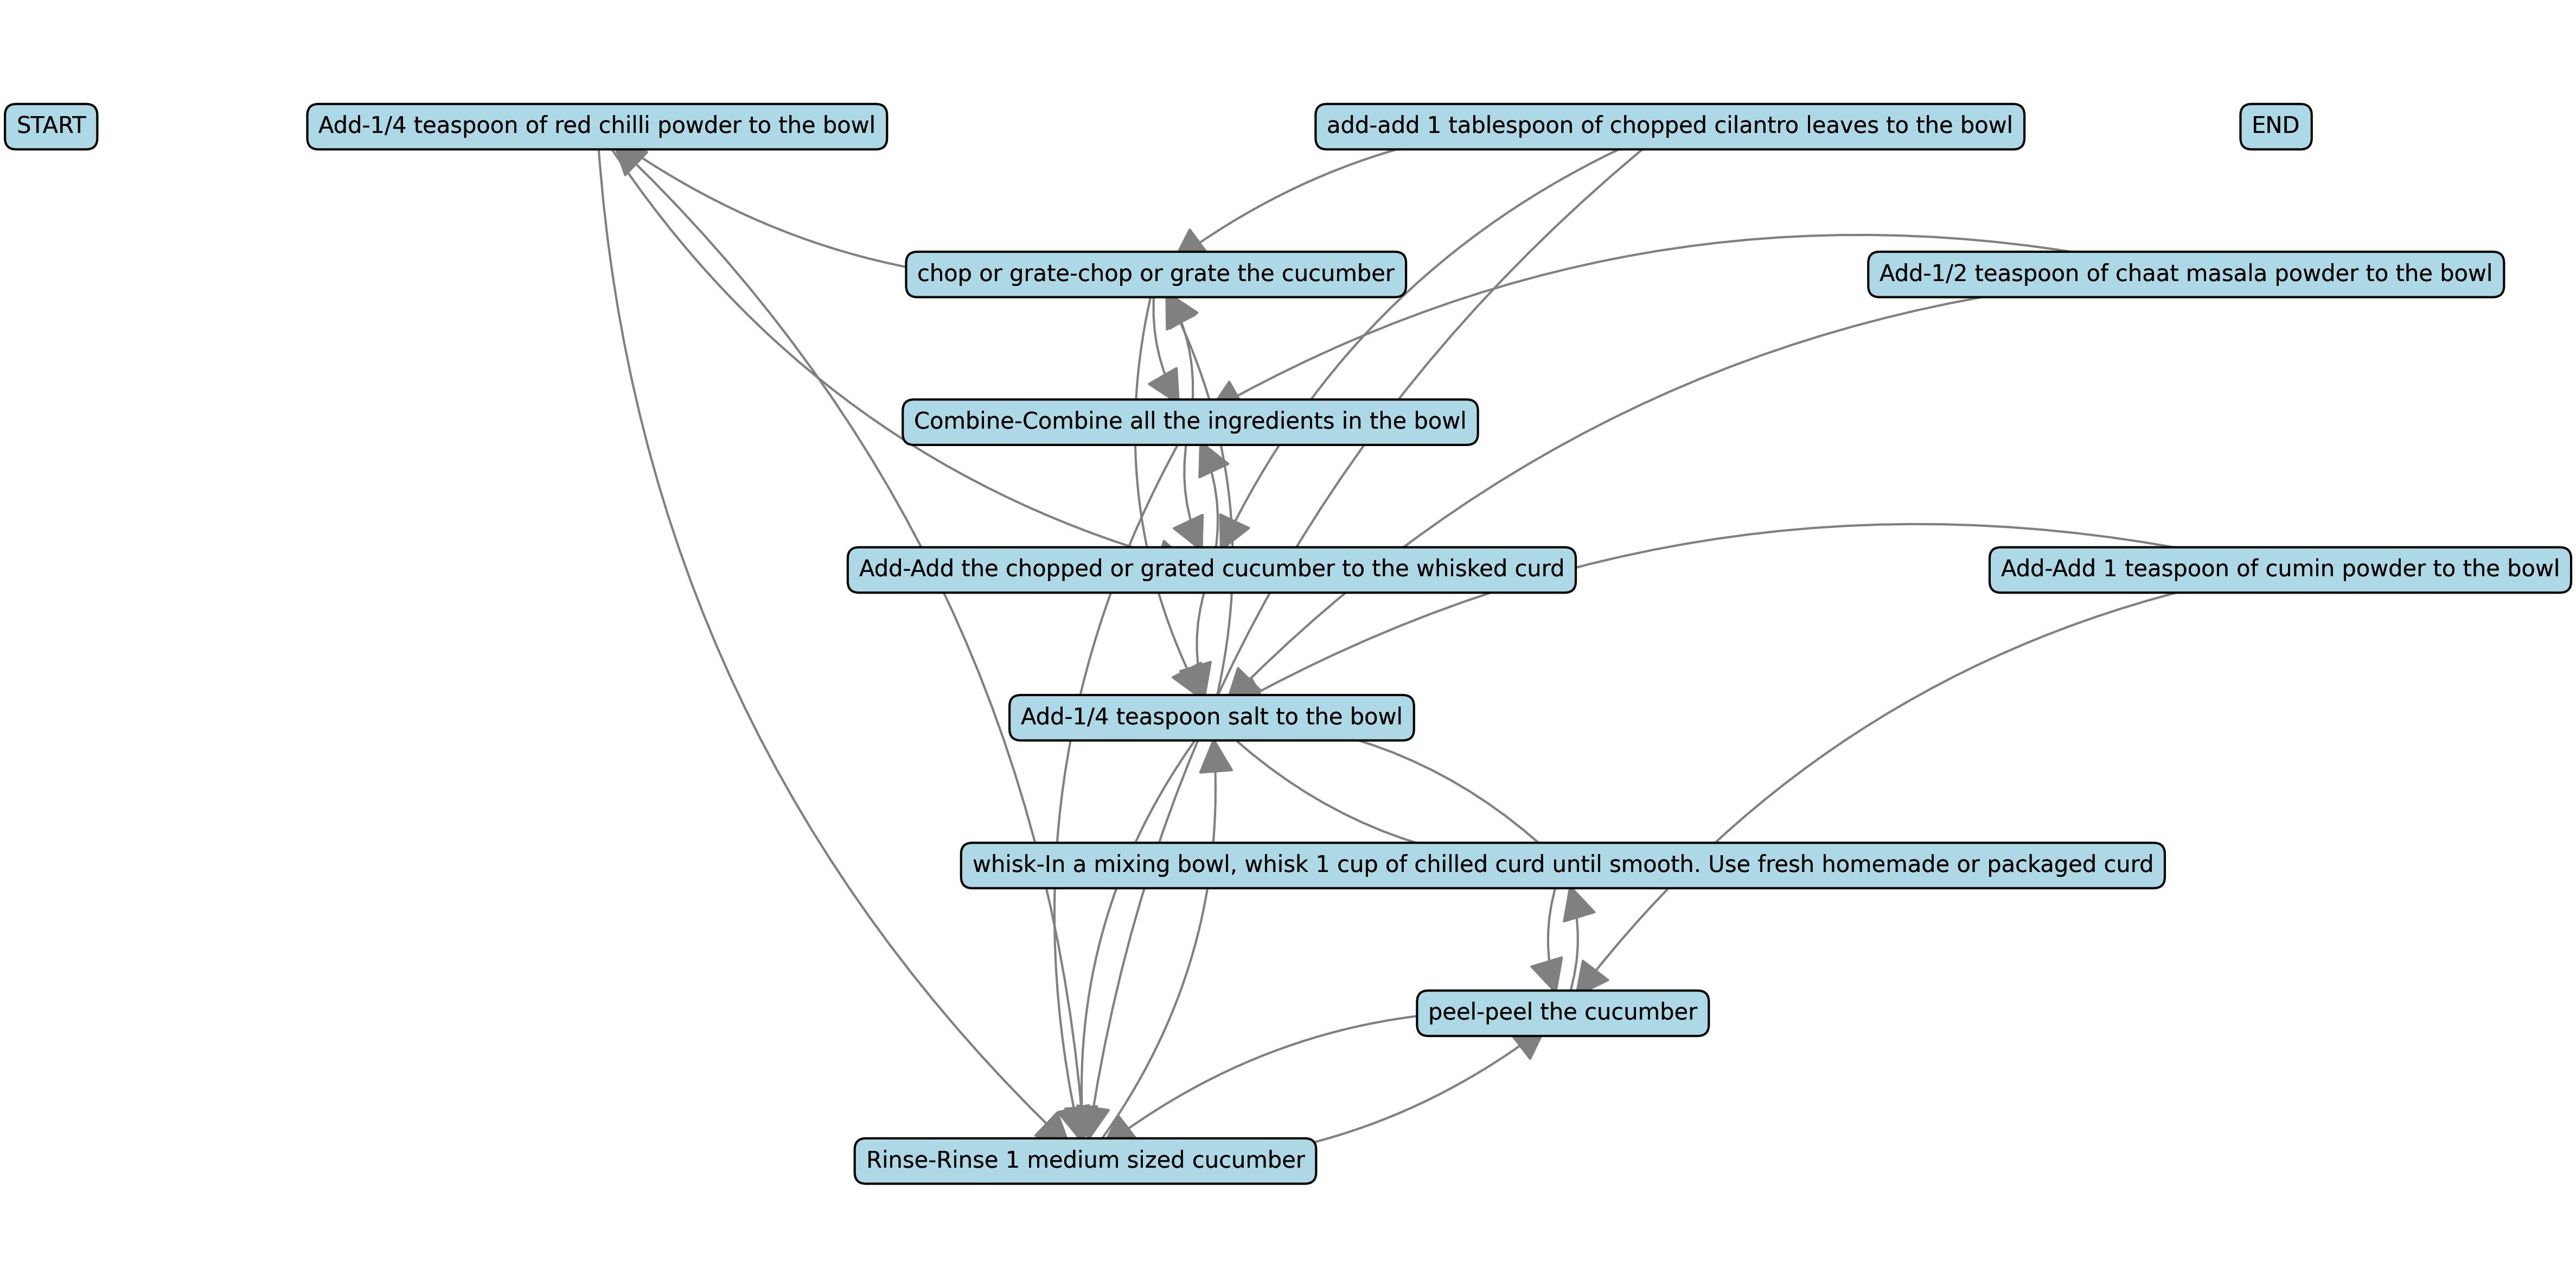 START
Add-1/4 teaspoon of red chilli powder to the bowl
add-add 1 tablespoon of chopped cilantro leaves to the bowl
END
chop or grate-chop or grate the cucumber
Add-1/2 teaspoon of chaat masala powder to the bowl
Combine-Combine all the ingredients in the bowl
Add-Add the chopped or grated cucumber to the whisked curd
Add-Add 1 teaspoon of cumin powder to the bowl
Add-1/4 teaspoon salt to the bowl
whisk-In a mixing bowl, whisk 1 cup of chilled curd until smooth. Use fresh homemade or packaged curd
peel-peel the cucumber
Rinse-Rinse 1 medium sized cucumber